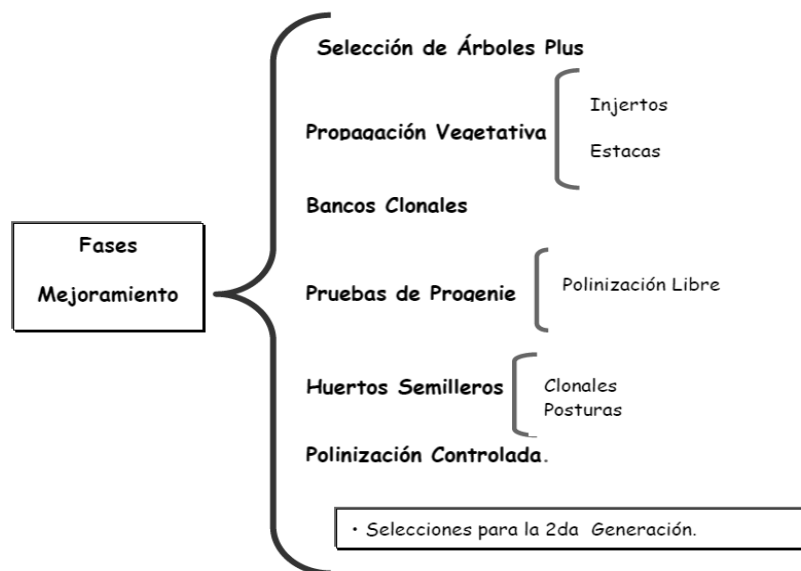 Fases
Mejoramiento
Selección de Árboles Plus
Propagación Vegetativa
Injertos
Estacas
Bancos Clonales
Pruebas de Progenie
Polinización Libre
Huertos Semilleros
Clonales
Posturas
Polinización Controlada.
· Selecciones para la 2da Generación.